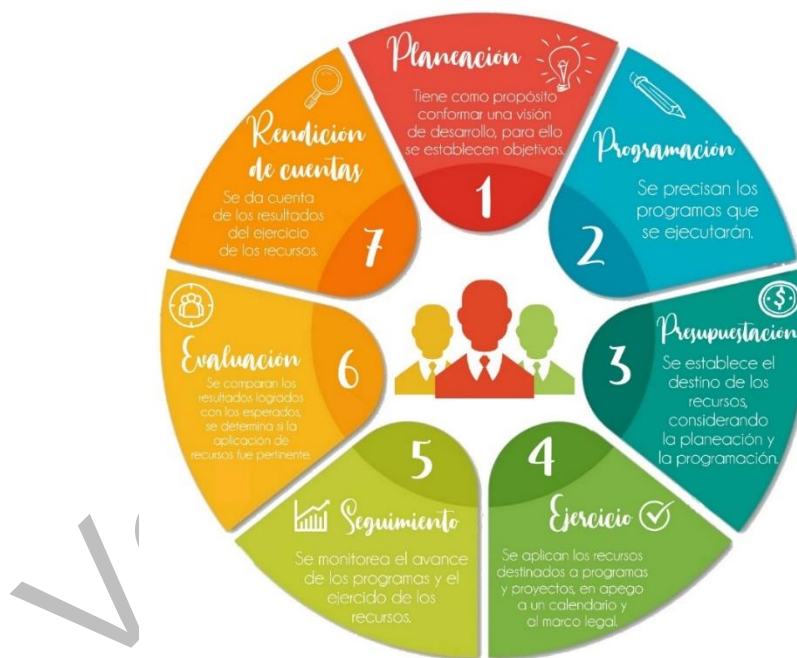 Planeación
Tiene como propósito
conformar una visión
de desarrollo, para ello
se establecen objetivos.
1
Programación
Se precisan los
programas que
se ejecutarán.
2
Presupuestación
Se establece el
destino de los
recursos,
considerando
la planeación y
la programación.
3
4
Ejercicio
Se aplican los recursos
destinados a programas
y proyectos, en apego
a un calendario y
al marco legal.
5
Seguimiento
Se monitorea el avance
de los programas y el
ejercido de los
recursos.
6
Evaluación
Se comparan los
resultados logrados
con los esperados,
se determina si la
aplicación de
recursos fue pertinente.
Rendición
de cuentas
Se da cuenta
de los resultados
del ejercicio
de los recursos.
7
$